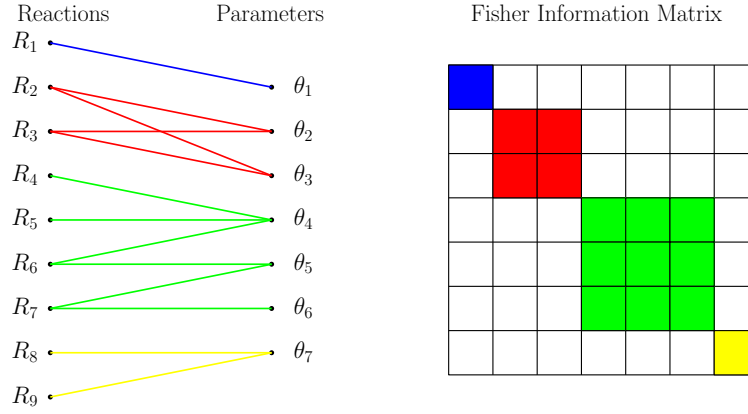 Reactions Parameters Fisher Information Matrix
R₁
R₂ θ₁
R₃ θ₂
R₄ θ₃
R₅ θ₄
R₆ θ₅
R₇ θ₆
R₈ θ₇
R₉